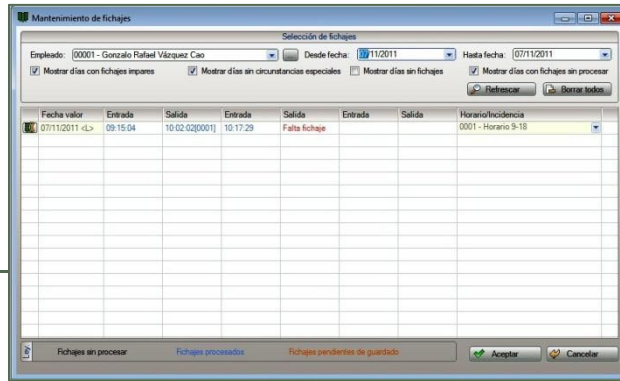 Mantenimiento de fichajes
Selección de fichajes
Empleado: 00001 - Gonzalo Rafael Vázquez Cao Desde fecha: 07/11/2011 Hasta fecha: 07/11/2011
Mostrar días con fichajes impares Mostrar días sin circunstancias especiales Mostrar días sin fichajes Mostrar días con fichajes sin procesar
Refrescar Borrar todos
Fecha valor Entrada Salida Entrada Salida Entrada Salida Horario/Incidencia
07/11/2011 <L> 09:15:04 10:02:02[0001] 10:17:29 Falta fichaje 0001 - Horario 9-18
Ley. Fichajes sin procesar Fichajes procesados Fichajes pendientes de guardado Aceptar Cancelar